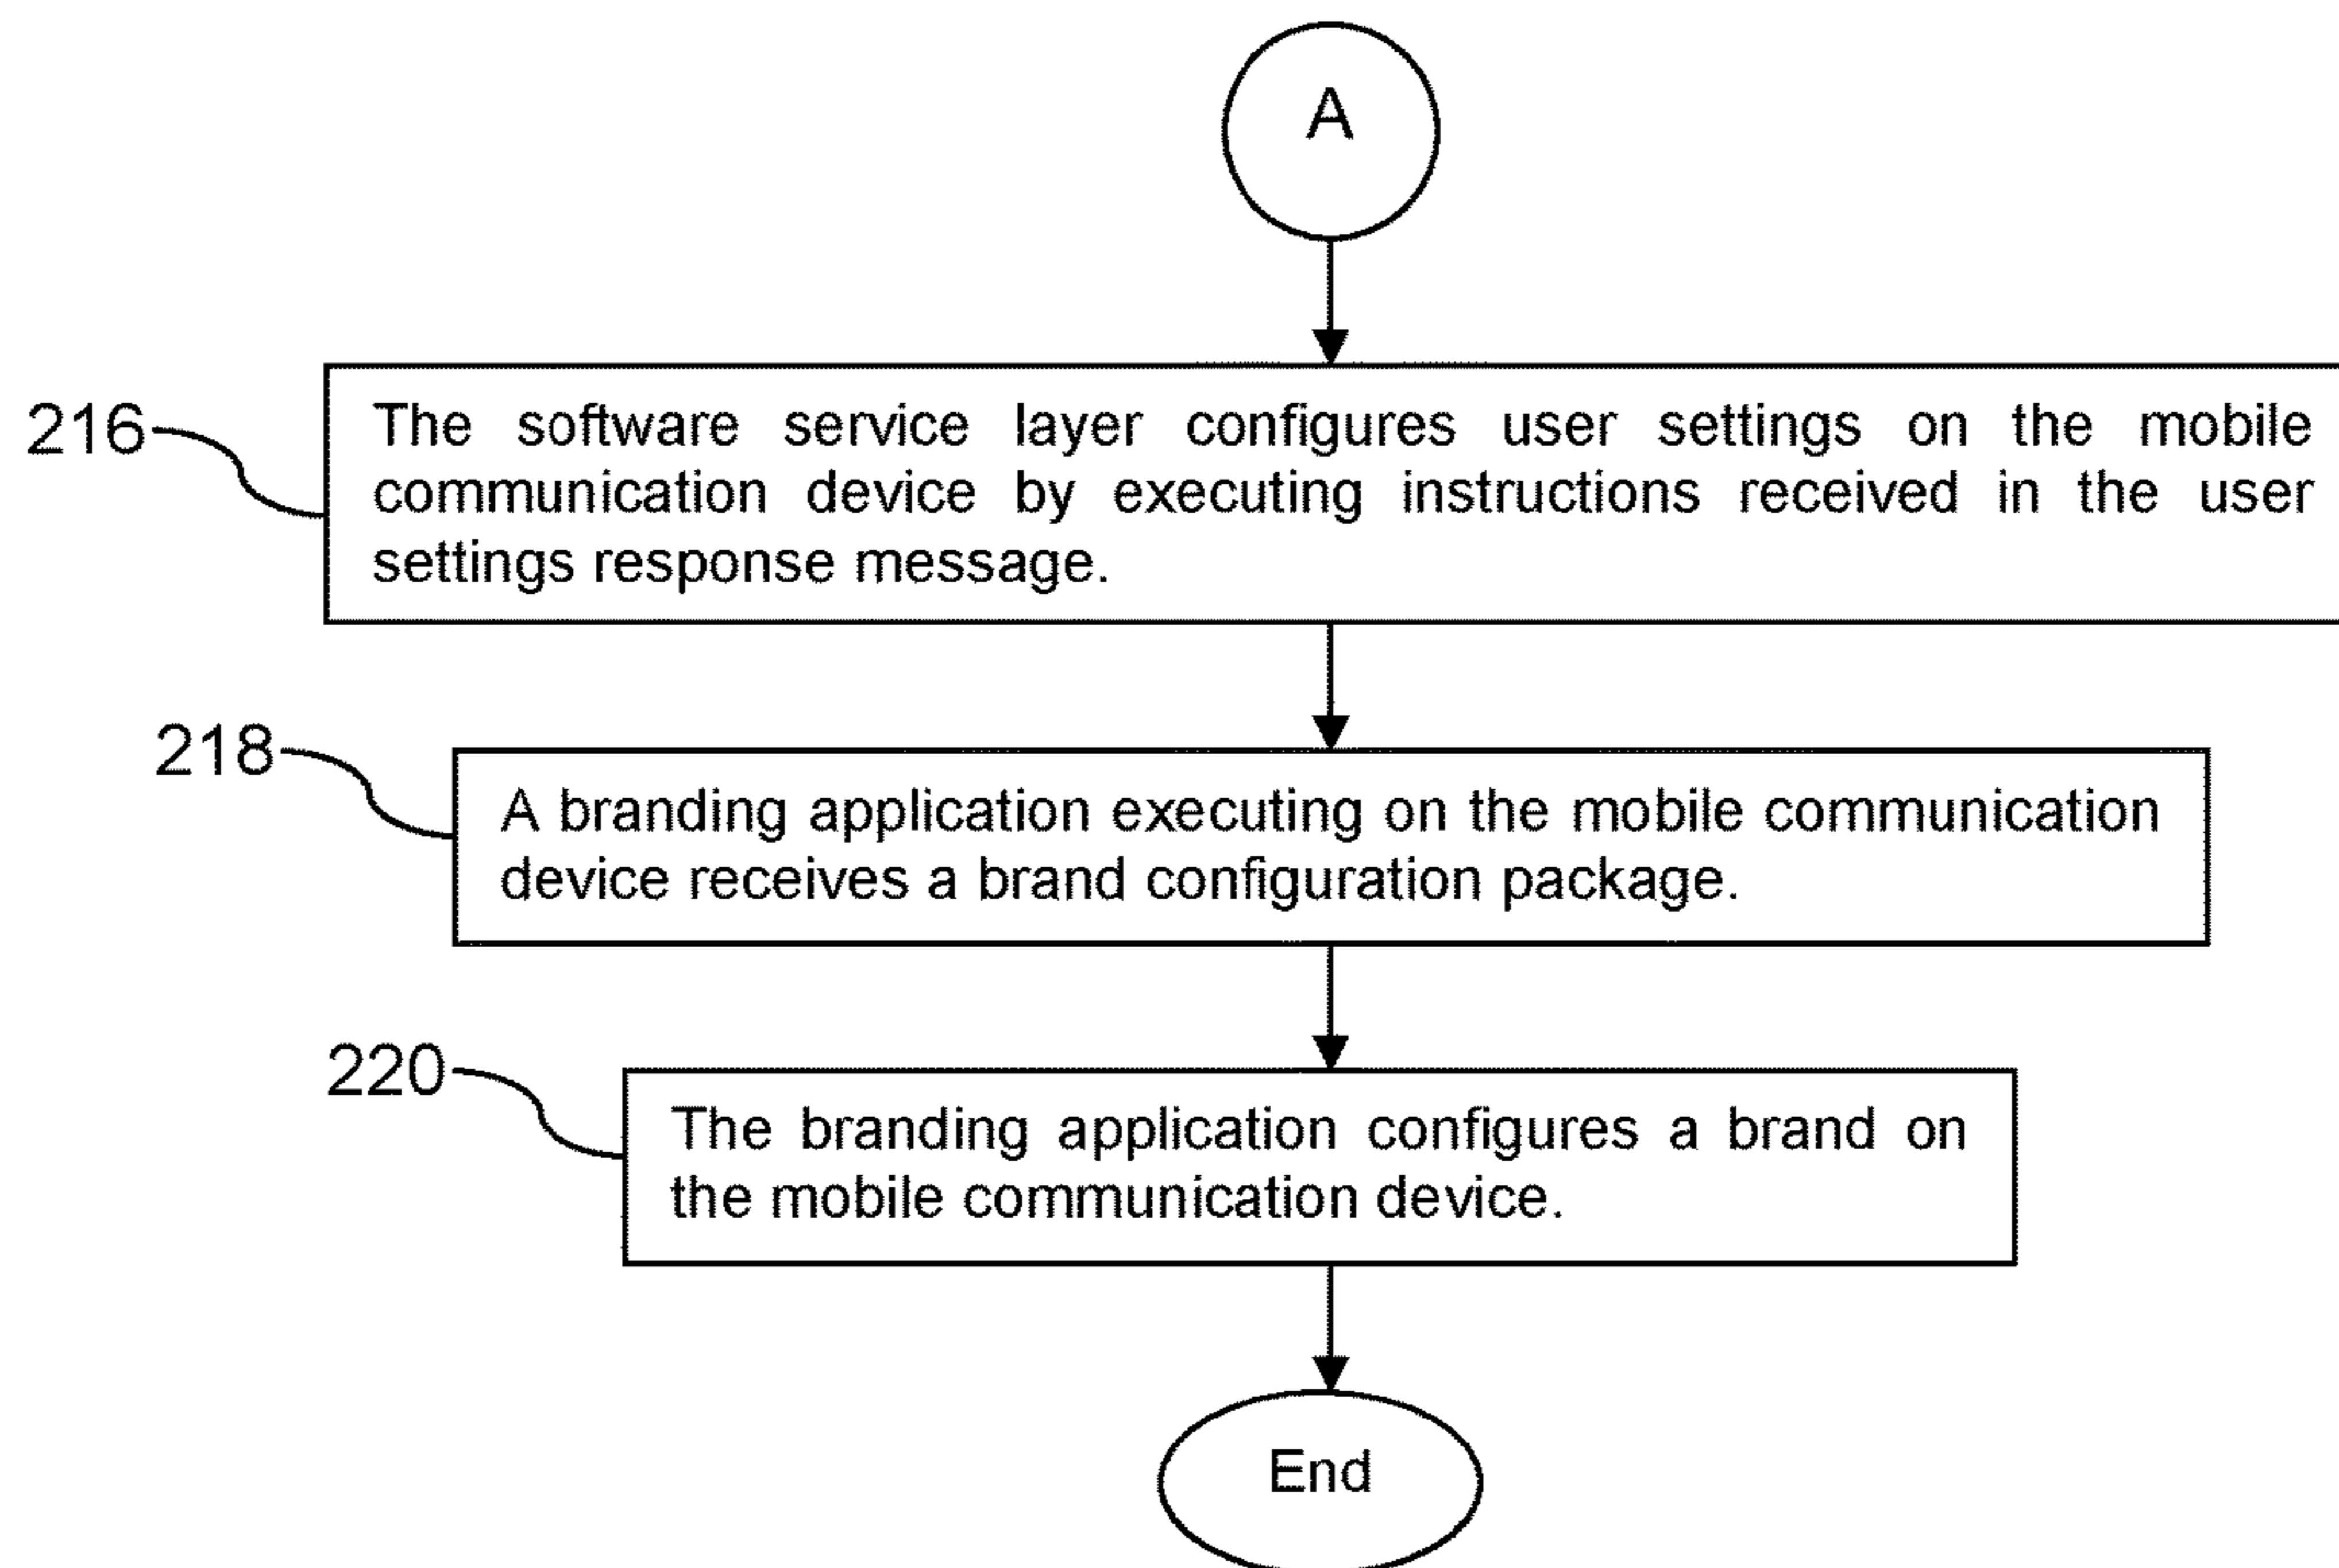 A
216
The software service layer configures user settings on the mobile
communication device by executing instructions received in the user
settings response message.
218
A branding application executing on the mobile communication
device receives a brand configuration package.
220
The branding application configures a brand on
the mobile communication device.
End